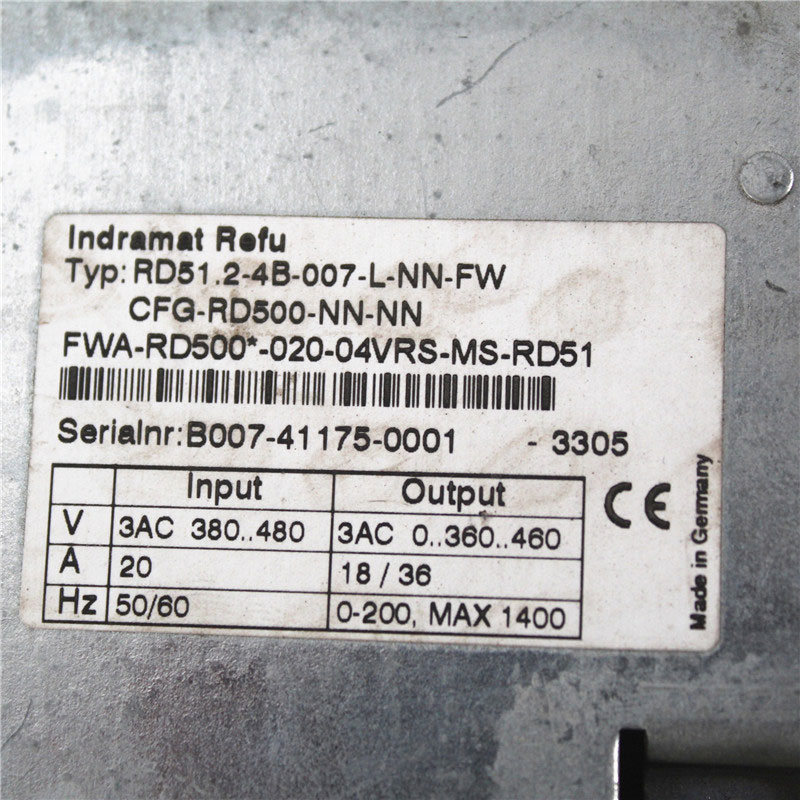 Indramat Refu
Typ: RD51.2-4B-007-L-NN-FW
CFG-RD500-NN-NN
FWA-RD500*-020-04VRS-MS-RD51
Serialnr: B007-41175-0001 - 3305
Input Output
V 3AC 380..480 3AC 0..360..460
A 20 18 / 36
Hz 50/60 0-200, MAX 1400
CE
Made in Germany